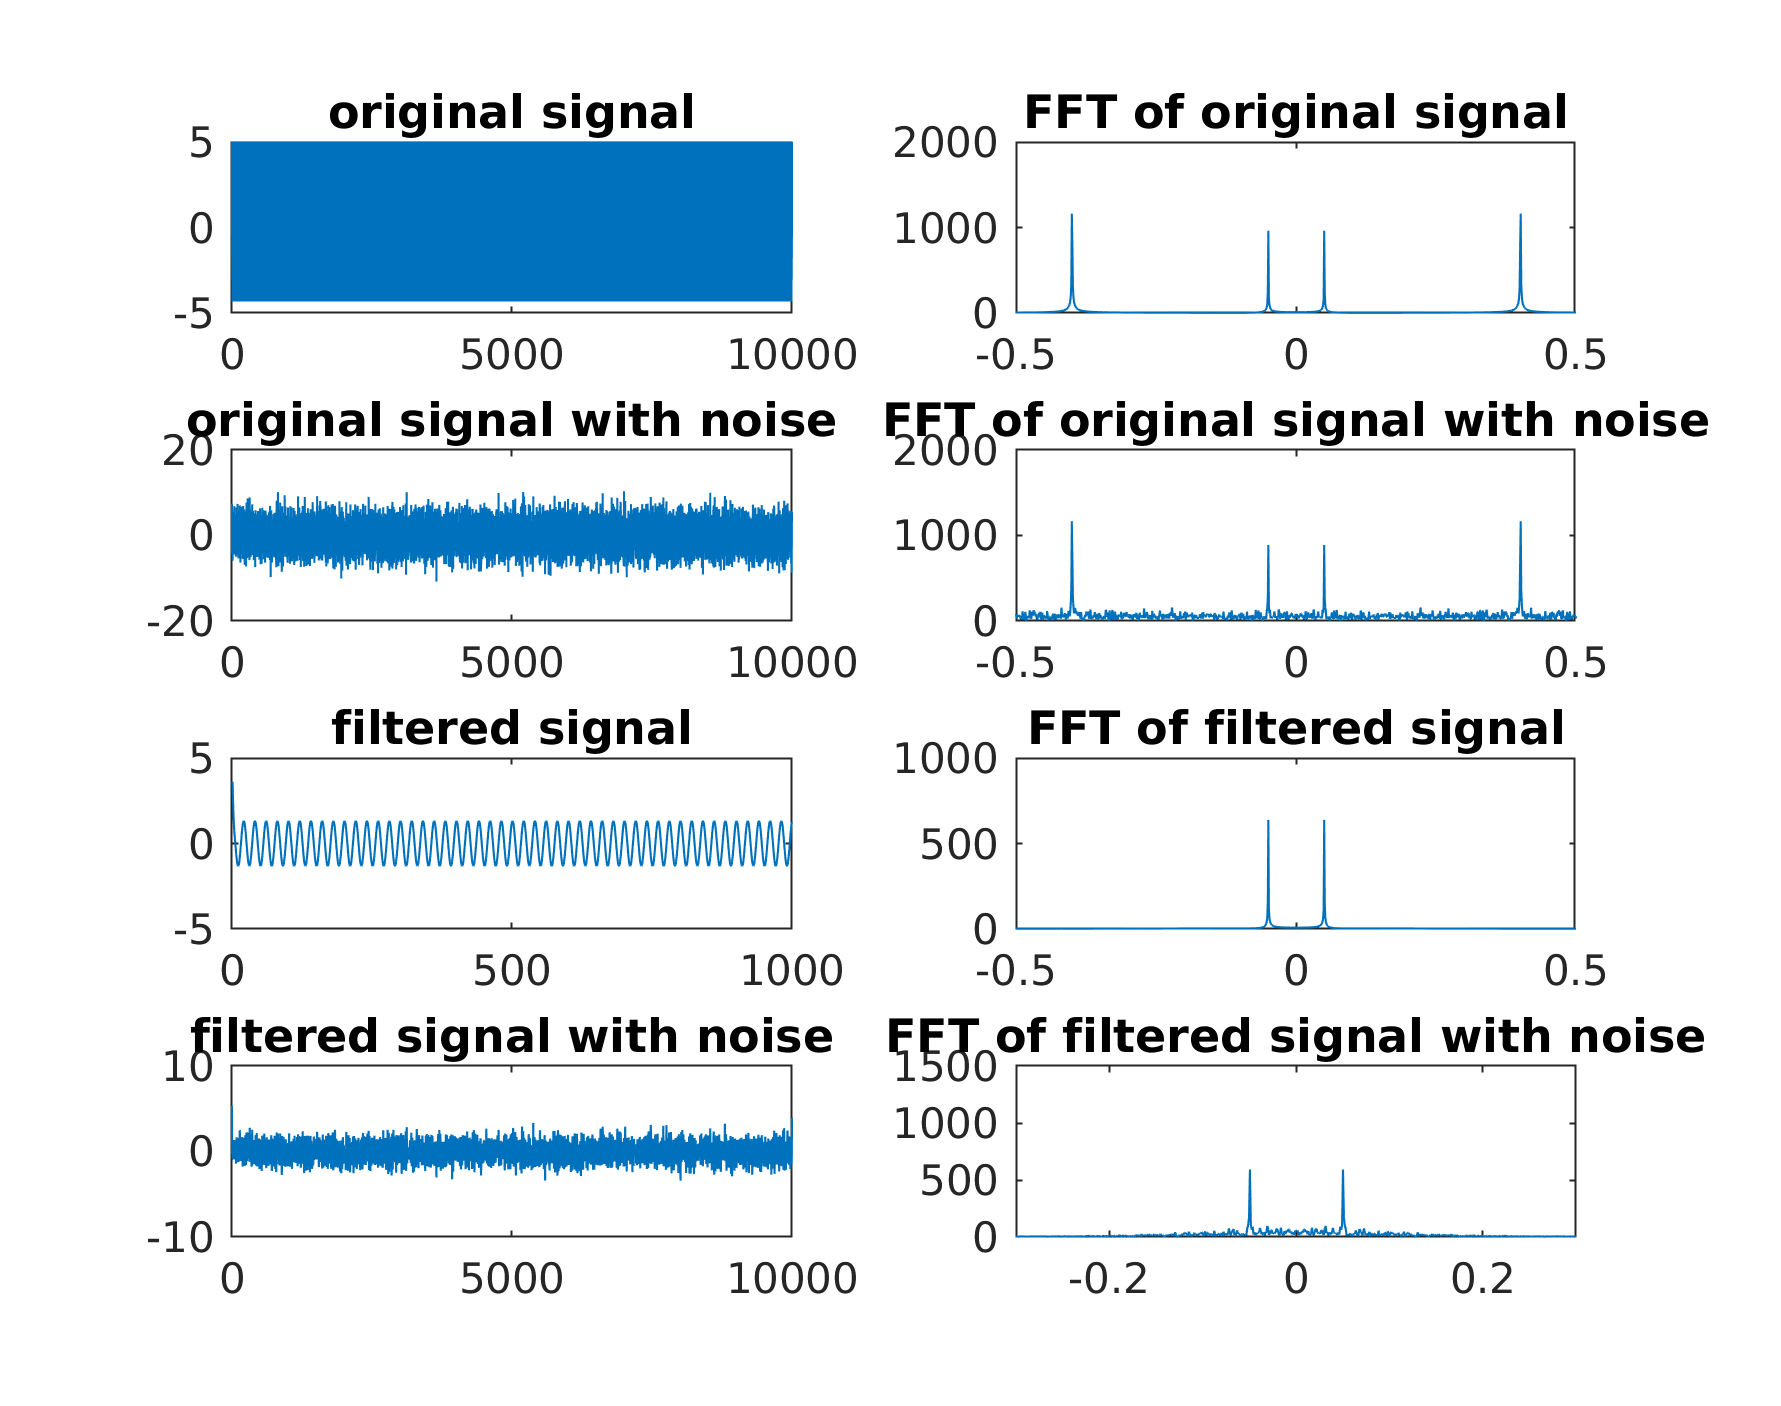 original signal
5
0
-5
0 5000 10000
FFT of original signal
2000
1000
0
-0.5 0 0.5
original signal with noise
20
0
-20
0 5000 10000
FFT of original signal with noise
2000
1000
0
-0.5 0 0.5
filtered signal
5
0
-5
0 500 1000
FFT of filtered signal
1000
500
0
-0.5 0 0.5
filtered signal with noise
10
0
-10
0 5000 10000
FFT of filtered signal with noise
1500
1000
500
0
-0.2 0 0.2